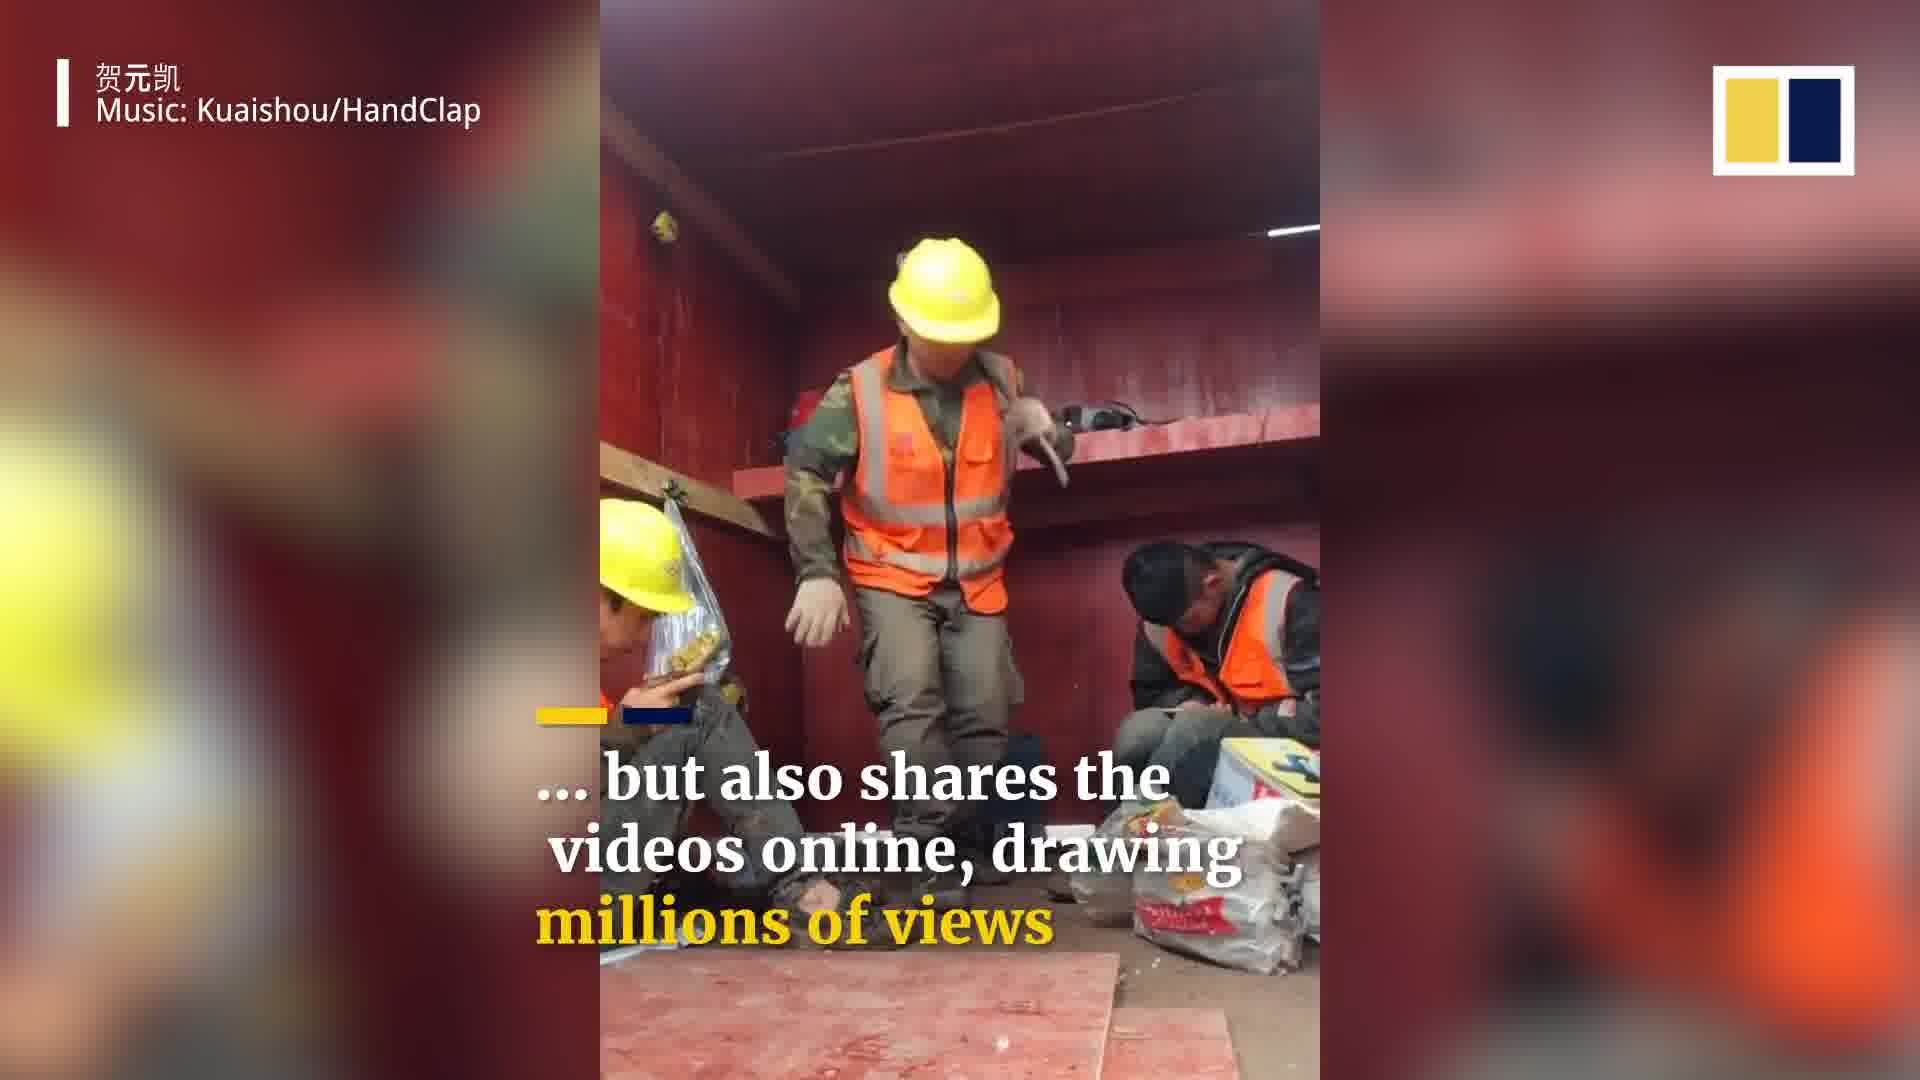 贺元凯
Music: Kuaishou/HandClap
... but also shares the
videos online, drawing
millions of views